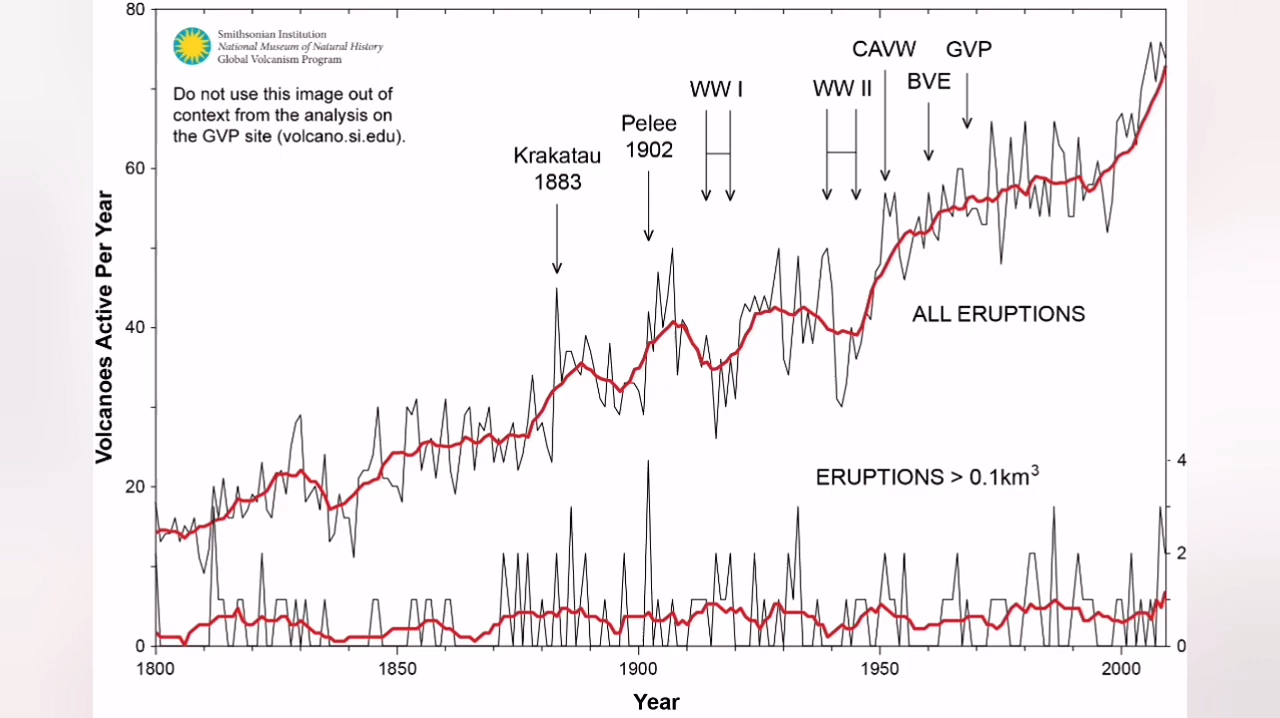 Smithsonian Institution
National Museum of Natural History
Global Volcanism Program
Do not use this image out of
context from the analysis on
the GVP site (volcano.si.edu).
Krakatau
1883
Pelee
1902
WW I
WW II
CAVW
BVE
GVP
ALL ERUPTIONS
ERUPTIONS > 0.1km³
Volcanoes Active Per Year
80
60
40
20
0
4
2
0
1800
1850
1900
1950
2000
Year